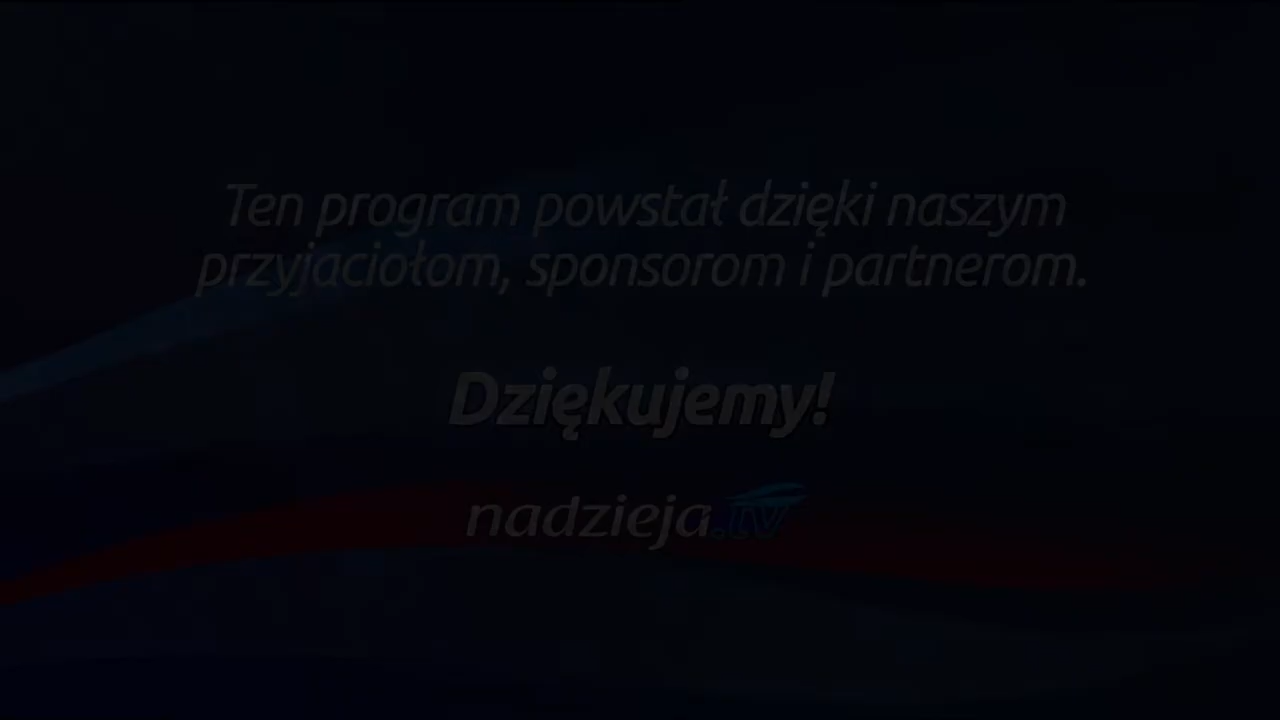 Ten program powstał dzięki naszym
przyjaciołom, sponsorom i partnerom.
Dziękujemy!
nadzieja.tv